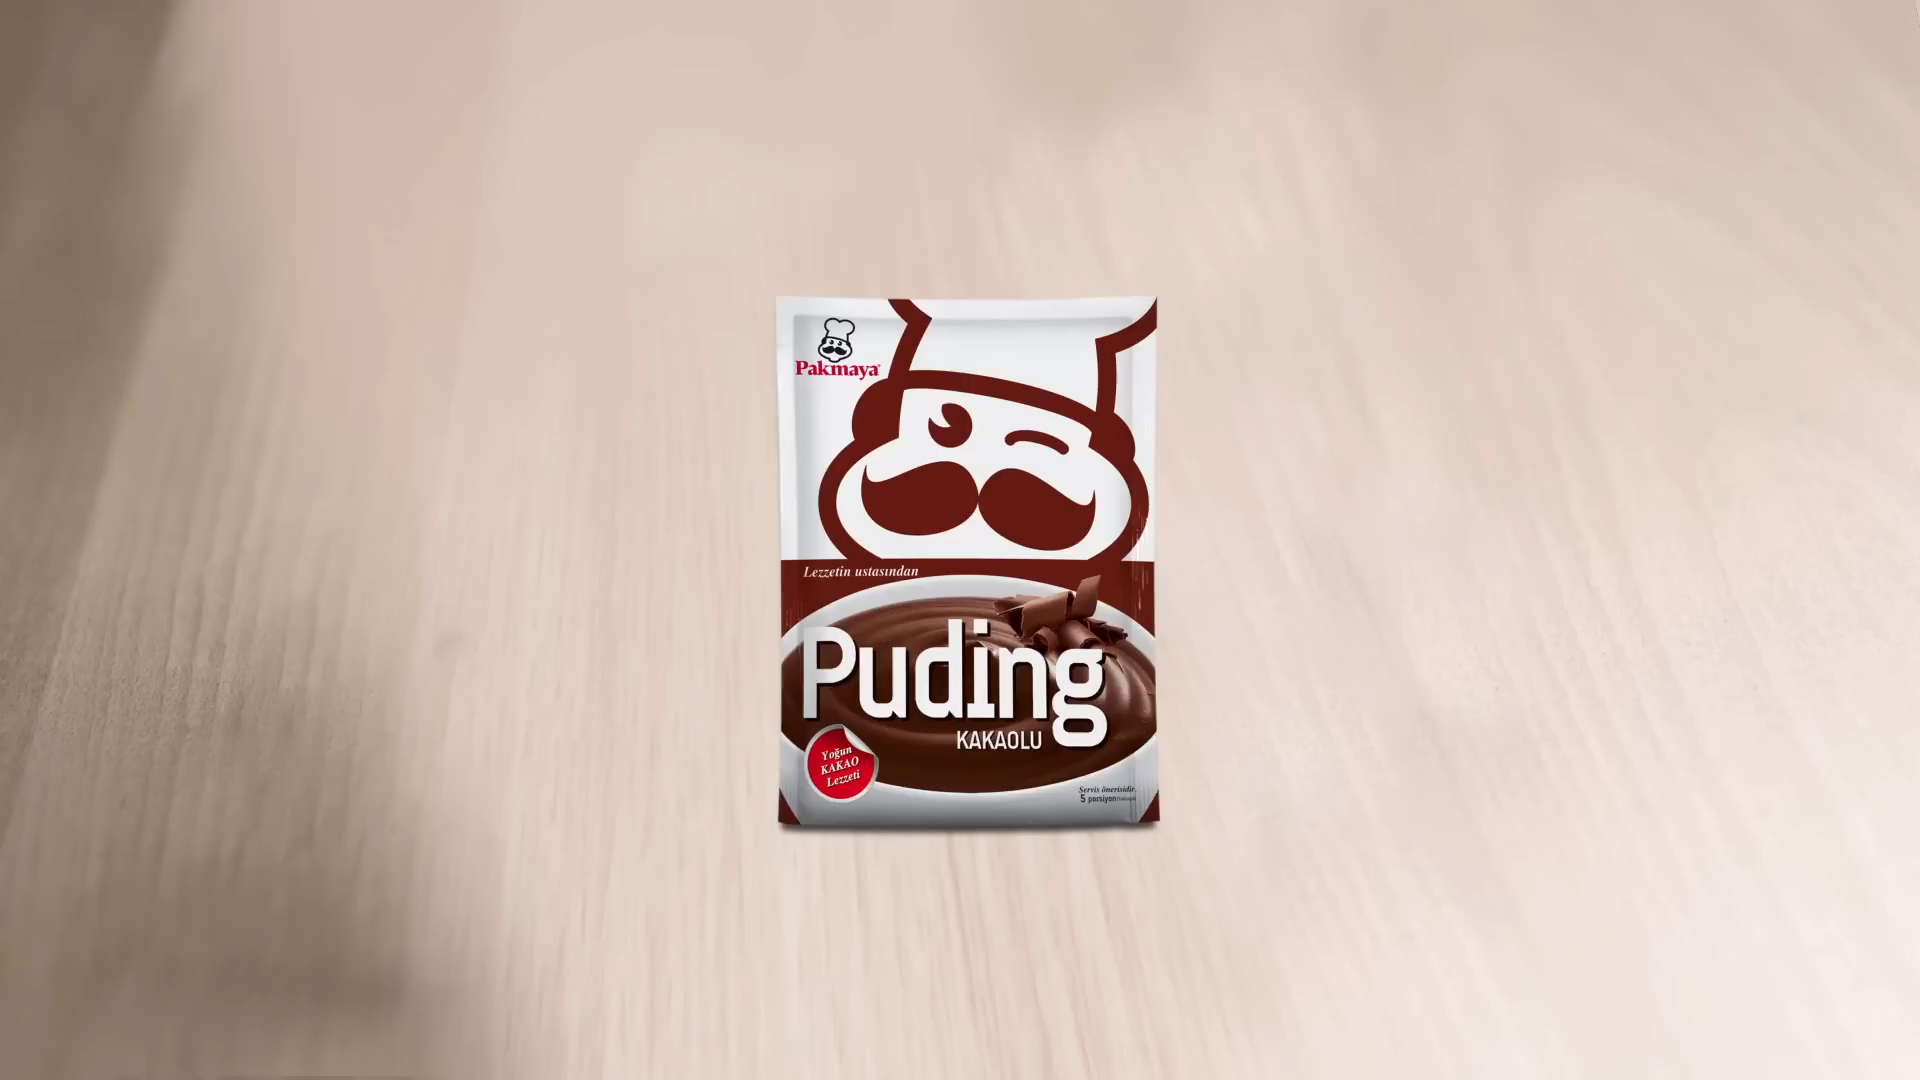 Pakmaya
Lezzetin ustasından
Puding
KAKAOLU
Yoğun
KAKAO
Lezzeti
Servis önerisidir.
5 porsiyon